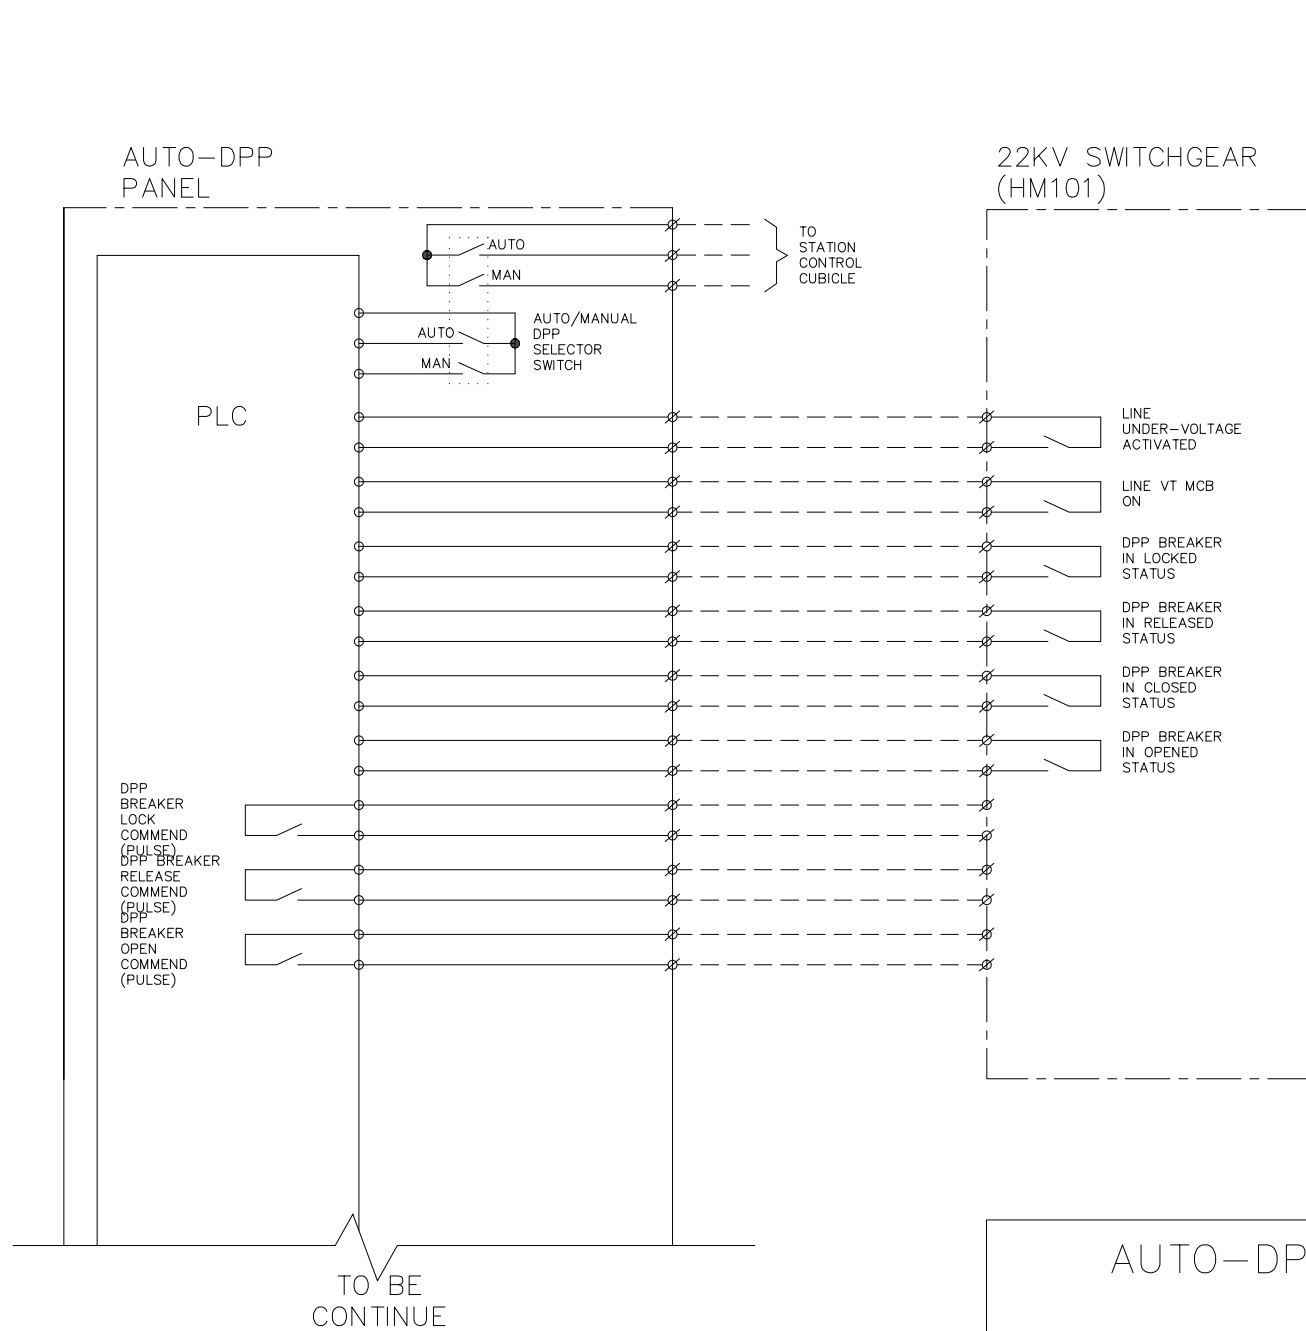 AUTO-DPP
PANEL
22KV SWITCHGEAR
(HM101)
AUTO
MAN
TO
STATION
CONTROL
CUBICLE
AUTO
MAN
AUTO/MANUAL
DPP
SELECTOR
SWITCH
PLC
LINE
UNDER-VOLTAGE
ACTIVATED
LINE VT MCB
ON
DPP BREAKER
IN LOCKED
STATUS
DPP BREAKER
IN RELEASED
STATUS
DPP BREAKER
IN CLOSED
STATUS
DPP BREAKER
IN OPENED
STATUS
DPP
BREAKER
LOCK
COMMEND
(PULSE)
DPP BREAKER
RELEASE
COMMEND
(PULSE)
DPP
BREAKER
OPEN
COMMEND
(PULSE)
TO BE
CONTINUE
AUTO-DP